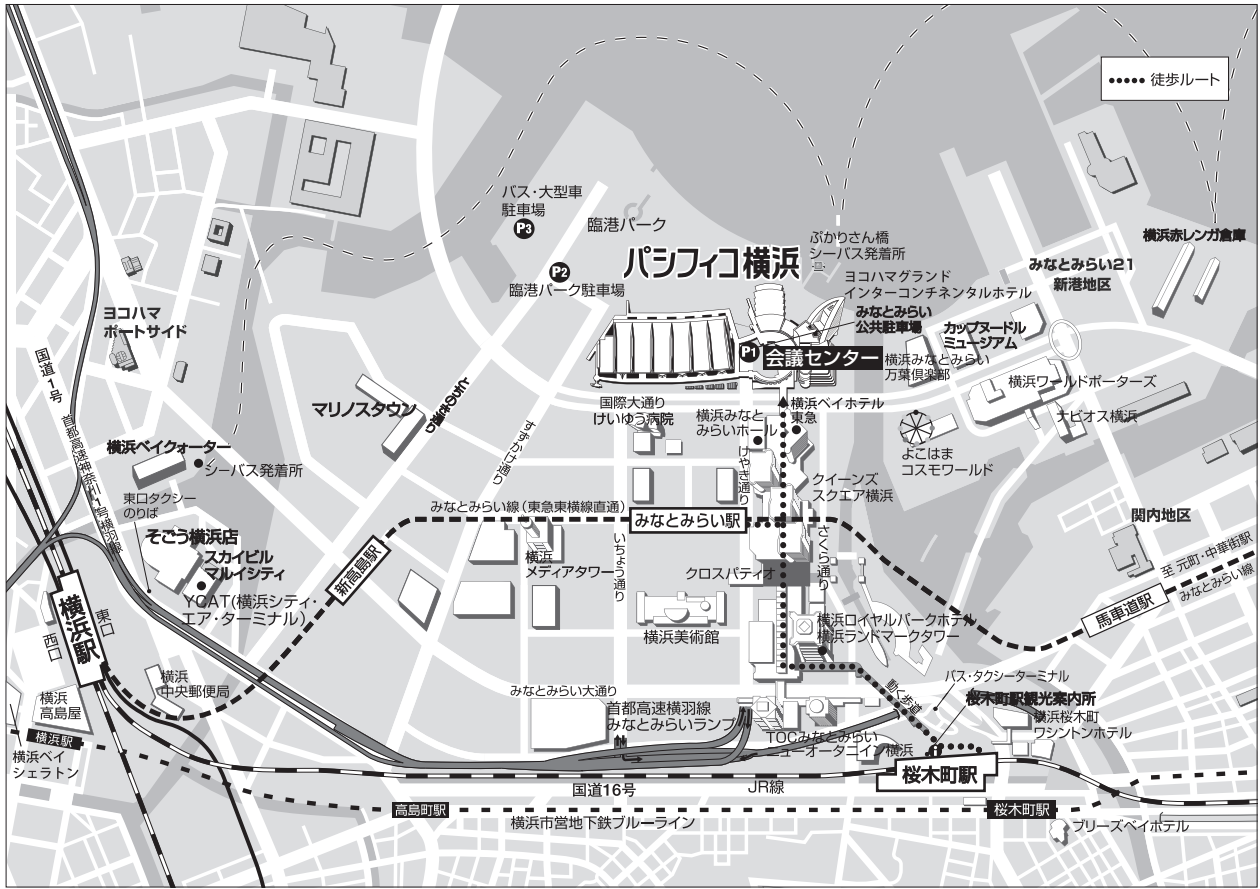 徒歩ルート
バス・大型車
駐車場
P3
臨港パーク
P2
臨港パーク駐車場
パシフィコ横浜
ぷかりさん橋
シーバス発着所
ヨコハマグランド
インターコンチネンタルホテル
みなとみらい
公共駐車場
P1
会議センター
横浜みなとみらい
万葉倶楽部
カップヌードル
ミュージアム
みなとみらい21
新港地区
横浜赤レンガ倉庫
横浜ワールドポーターズ
ナビオス横浜
よこはま
コスモワールド
ヨコハマ
ポートサイド
国道1号
首都高速神奈川1号横羽線
マリノスタウン
とちのき通り
すずかけ通り
国際大通り
けいゆう病院
横浜みなと
みらいホール
横浜ベイホテル
東急
けやき通り
クイーンズ
スクエア横浜
横浜ベイクォーター
シーバス発着所
東口タクシー
のりば
そごう横浜店
スカイビル
マルイシティ
YCAT(横浜シティ・
エア・ターミナル)
みなとみらい線(東急東横線直通)
みなとみらい駅
新高島駅
横浜
メディアタワー
いちょう通り
クロスパティオ
さくら通り
関内地区
至 元町・中華街駅
みなとみらい線
馬車道駅
横浜美術館
横浜ロイヤルパークホテル
横浜ランドマークタワー
横浜駅
東口
西口
横浜
中央郵便局
横浜
高島屋
横浜駅
横浜ベイ
シェラトン
みなとみらい大通り
首都高速横羽線
みなとみらいランプ
動く歩道
バス・タクシーターミナル
桜木町駅観光案内所
横浜桜木町
ワシントンホテル
TOCみなとみらい
ニューオータニイン横浜
桜木町駅
国道16号
JR線
高島町駅
横浜市営地下鉄ブルーライン
桜木町駅
ブリーズベイホテル